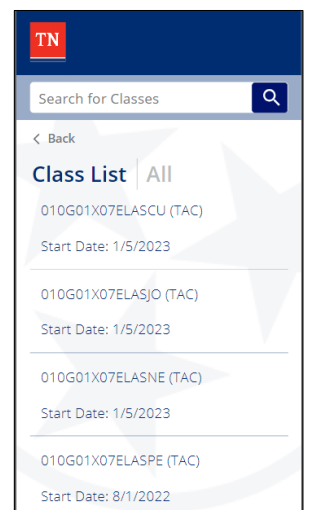 TN
Search for Classes
< Back
Class List All
010G01X07ELASCU (TAC)
Start Date: 1/5/2023
010G01X07ELASJO (TAC)
Start Date: 1/5/2023
010G01X07ELASNE (TAC)
Start Date: 1/5/2023
010G01X07ELASPE (TAC)
Start Date: 8/1/2022